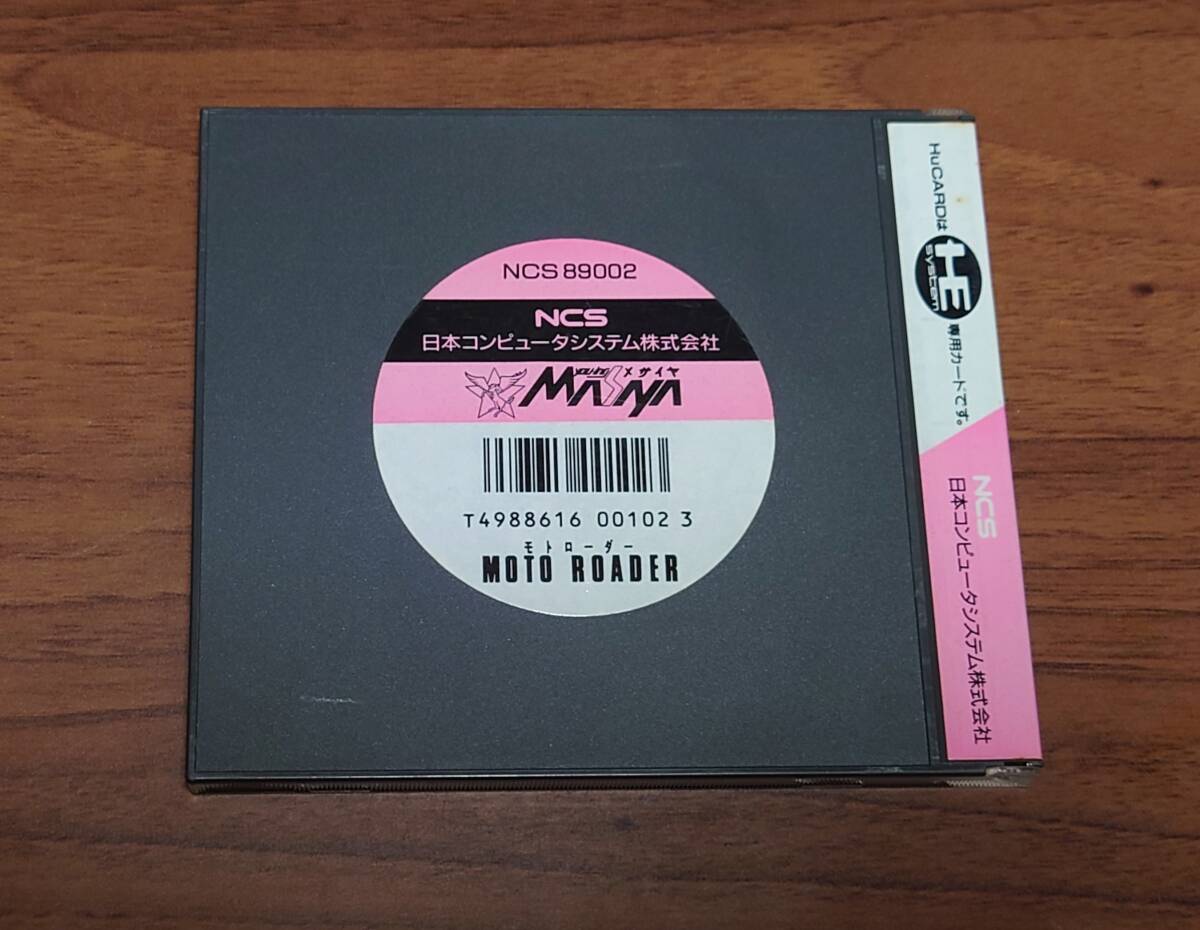 NCS 89002
NCS
日本コンピュータシステム株式会社
メサイヤ
MASAYA
T4988616 00102 3
モトローダー
MOTO ROADER
HuCARDは
HE
system
専用カードです。
NCS
日本コンピュータシステム株式会社